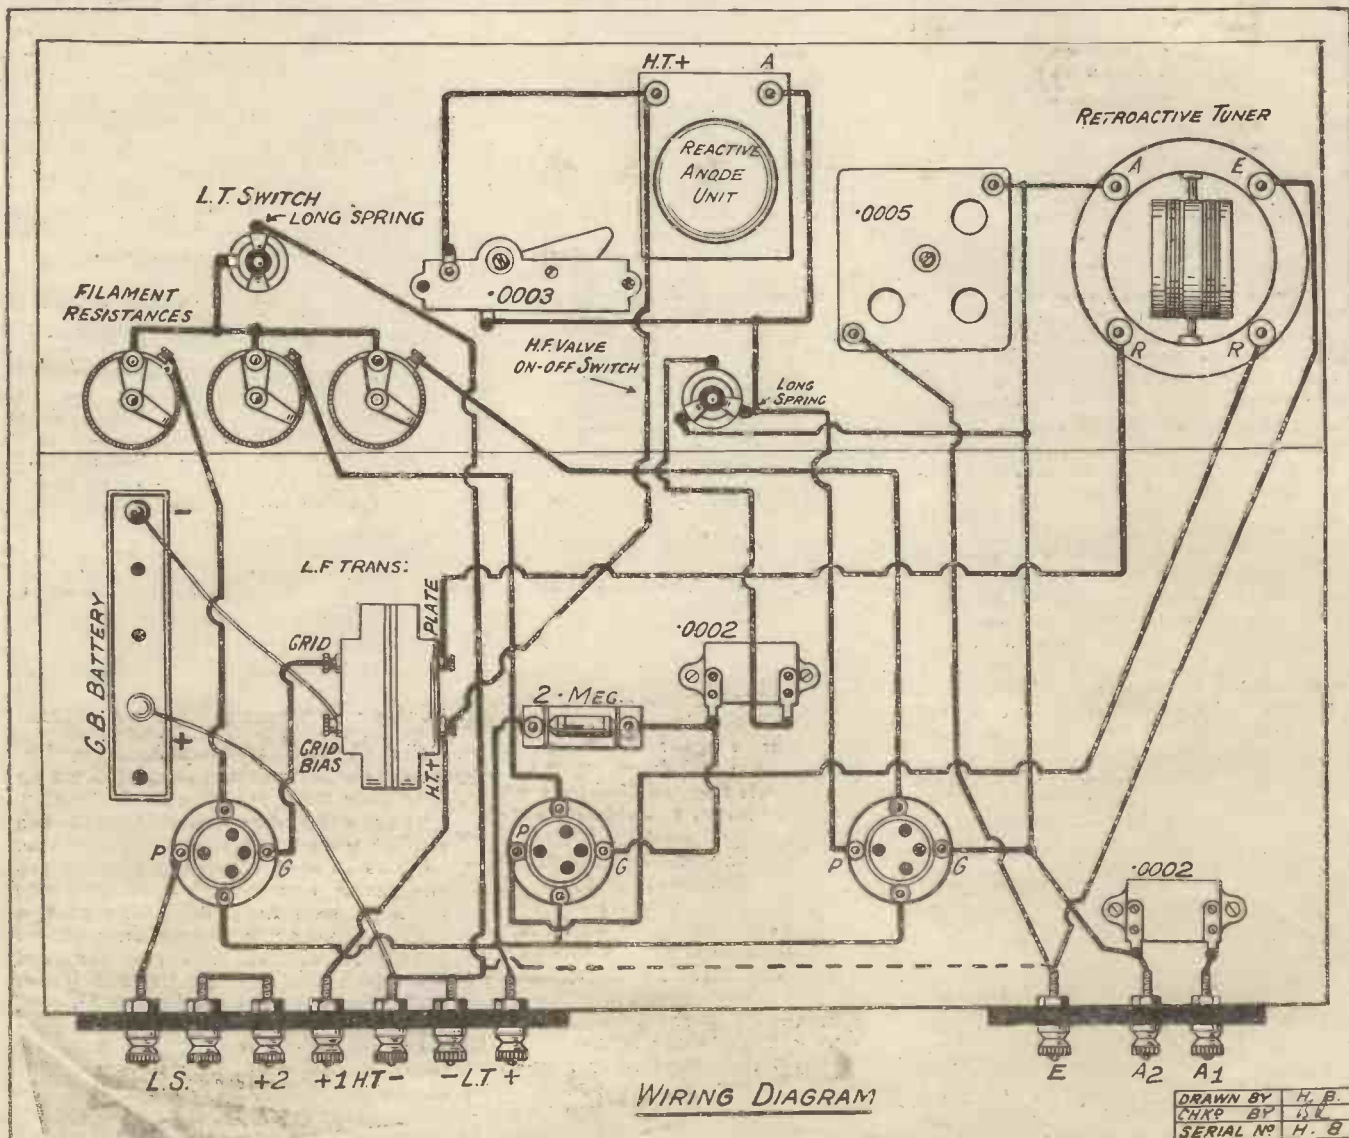 H.T.+ A
RETROACTIVE TUNER
A E
REACTIVE
ANODE
UNIT
L.T. SWITCH
LONG SPRING
·0005
·0003
FILAMENT
RESISTANCES
H.F. VALVE
ON-OFF SWITCH
LONG
SPRING
R R
-
L.F TRANS:
G.B. BATTERY
PLATE
GRID
·0002
2·MEG.
+
GRID
BIAS
H.T.+
P G
P G
P G
·0002
L.S. +2 +1 H.T- -L.T+
E A2 A1
WIRING DIAGRAM
DRAWN BY H. B.
CHKD BY
SERIAL NO H. 8